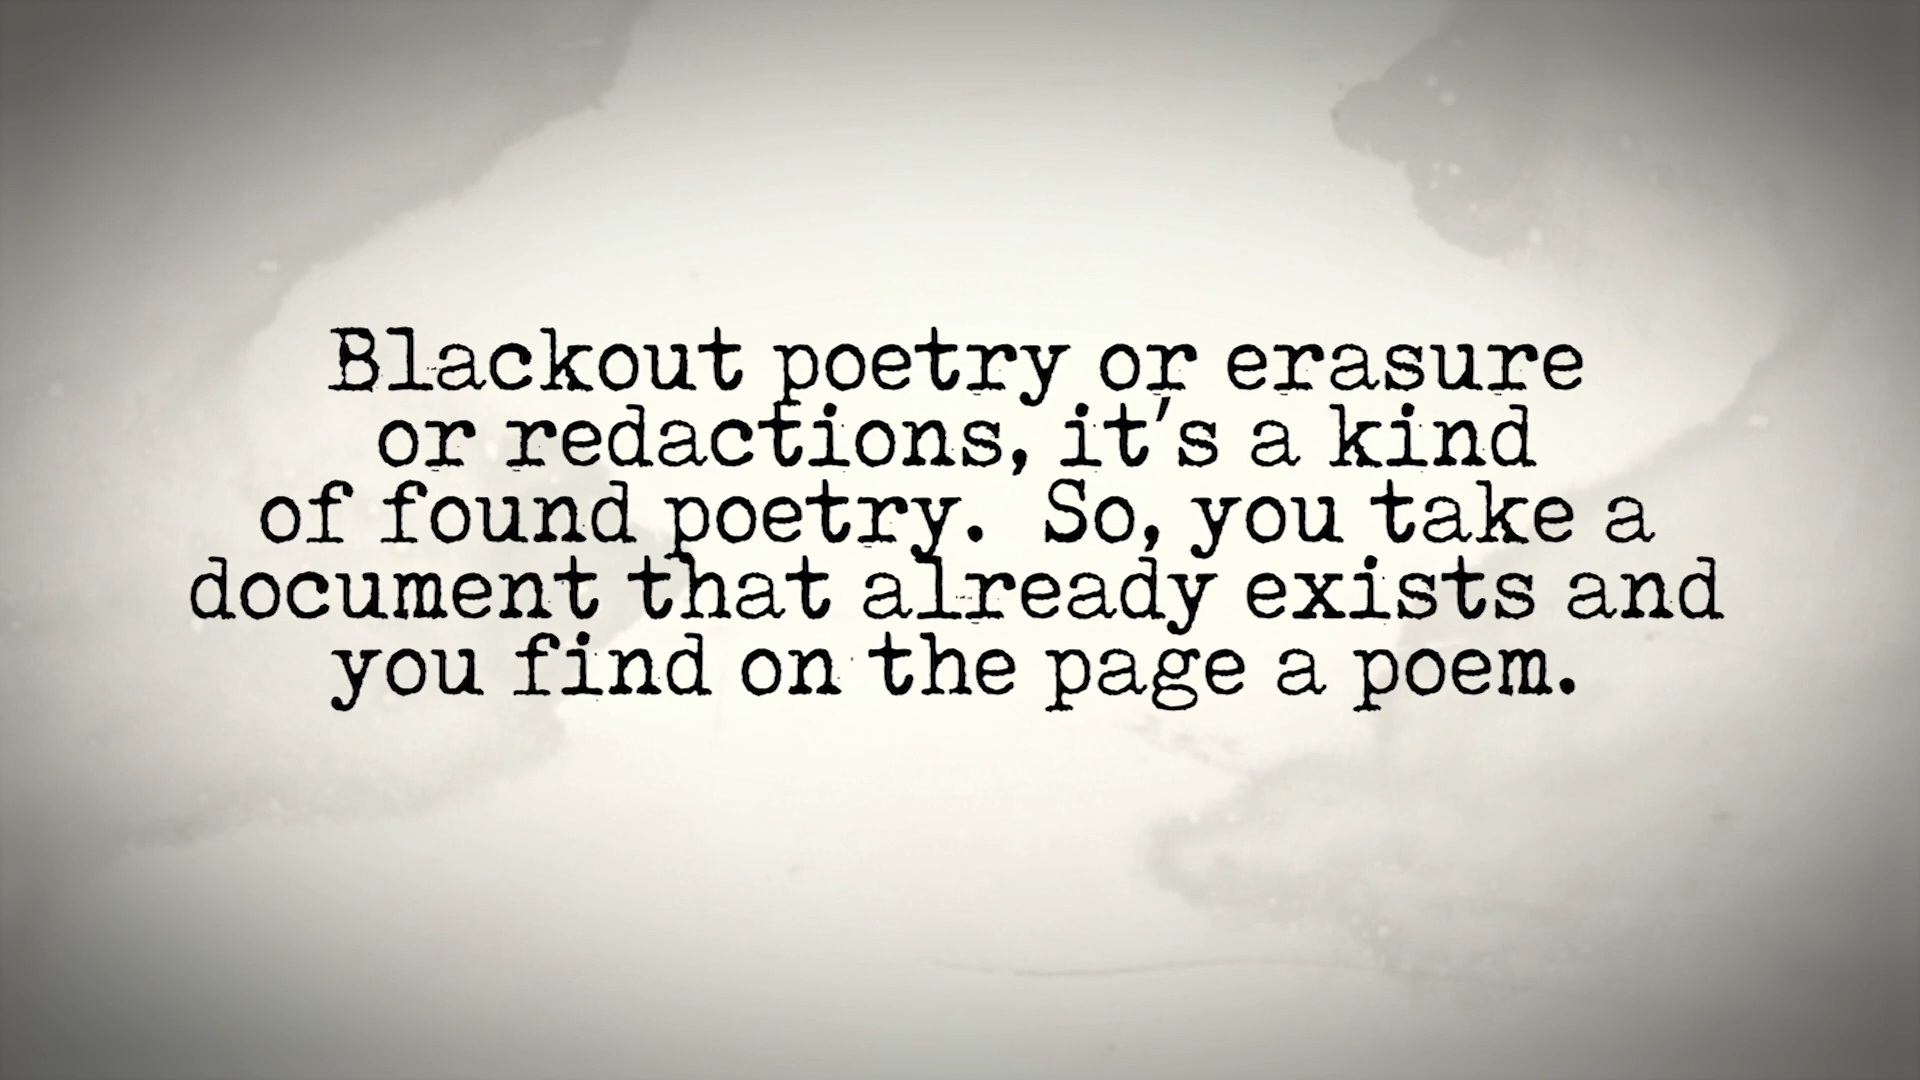 Blackout poetry or erasure
or redactions, it's a kind
of found poetry.  So, you take a
document that already exists and
you find on the page a poem.